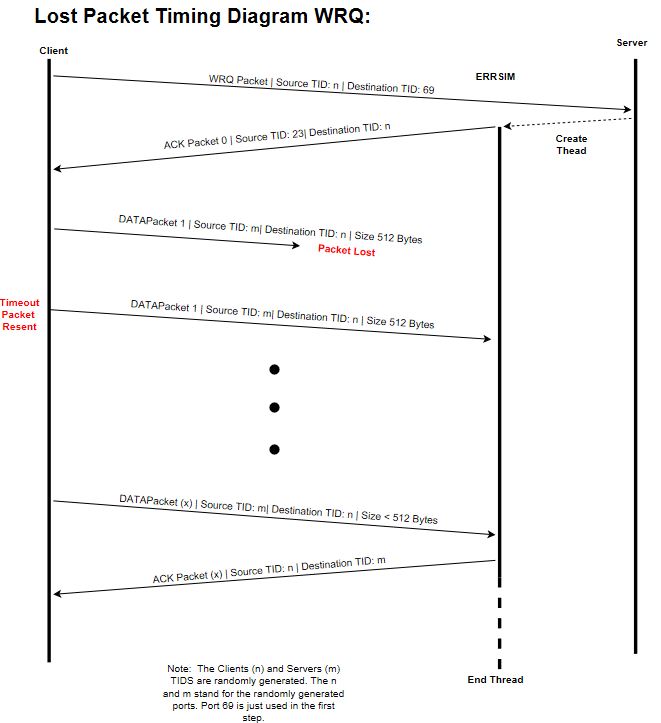 Lost Packet Timing Diagram WRQ:
Client
Server
WRQ Packet | Source TID: n | Destination TID: 69
ERRSIM
ACK Packet 0 | Source TID: 23| Destination TID: n
Create
Thead
DATAPacket 1 | Source TID: m| Destination TID: n | Size 512 Bytes
Packet Lost
Timeout
Packet
Resent
DATAPacket 1 | Source TID: m| Destination TID: n | Size 512 Bytes
DATAPacket (x) | Source TID: m| Destination TID: n | Size < 512 Bytes
ACK Packet (x) | Source TID: n | Destination TID: m
Note: The Clients (n) and Servers (m)
TIDS are randomly generated. The n
and m stand for the randomly generated
ports. Port 69 is just used in the first
step.
End Thread